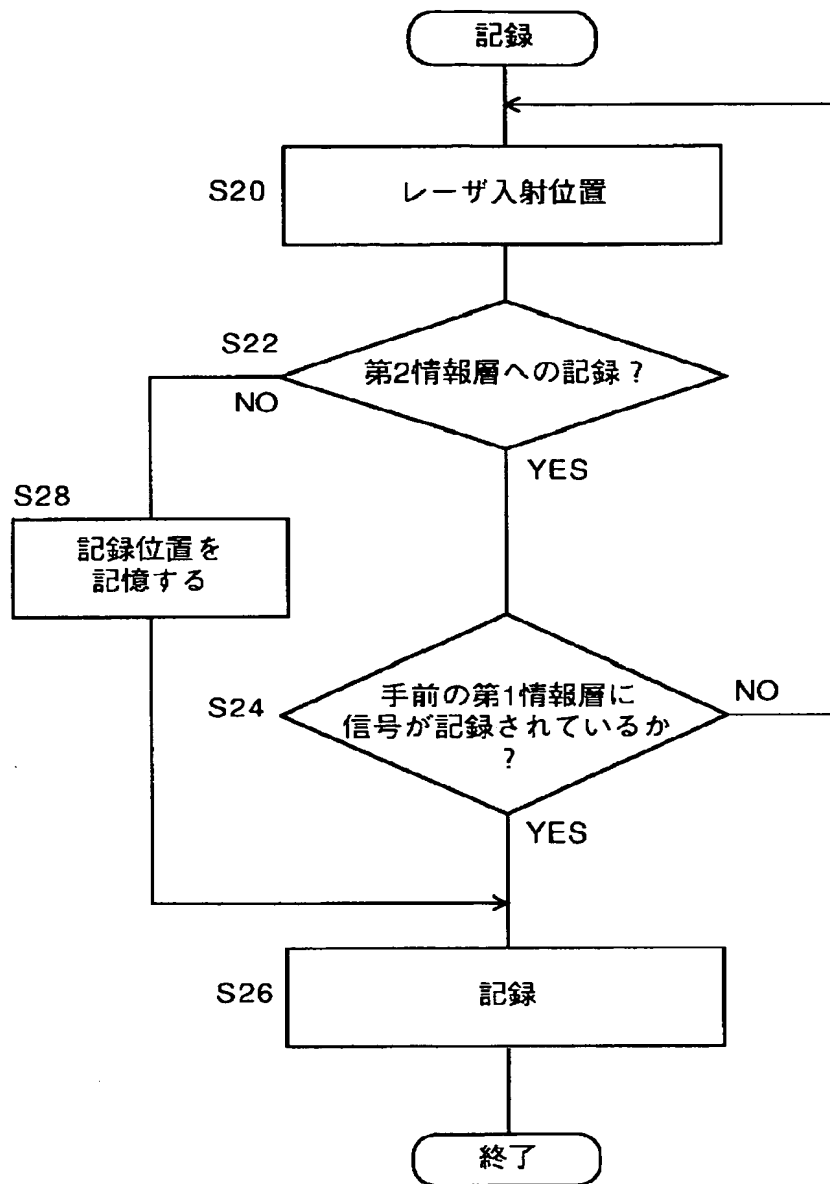 記録
S20
レーザ入射位置
S22
第2情報層への記録?
NO
YES
S28
記録位置を
記憶する
S24
手前の第1情報層に
信号が記録されているか
?
NO
YES
S26
記録
終了